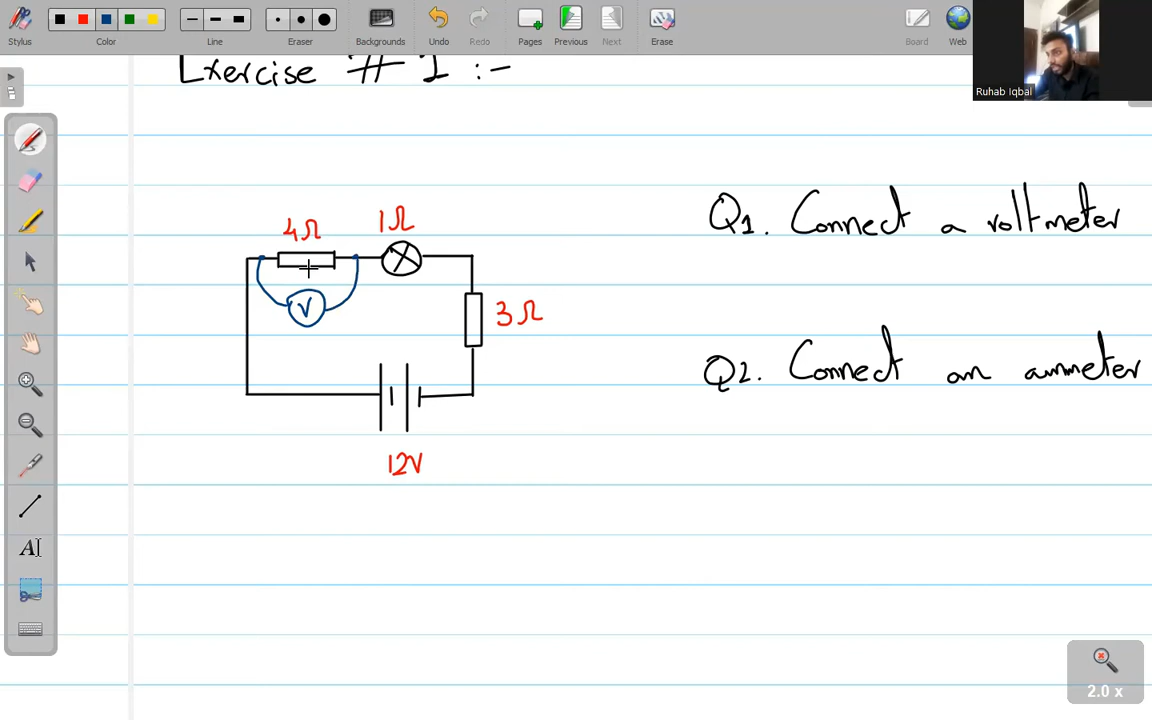 Stylus
Color
Line
Eraser
Backgrounds
Undo
Redo
Pages
Previous
Next
Erase
Board
Web
Ruhab Iqbal
Exercise # 1 :-
4Ω
1Ω
Q1. Connect a voltmeter
V
3Ω
Q2. Connect an ammeter
12V
AI
2.0 x